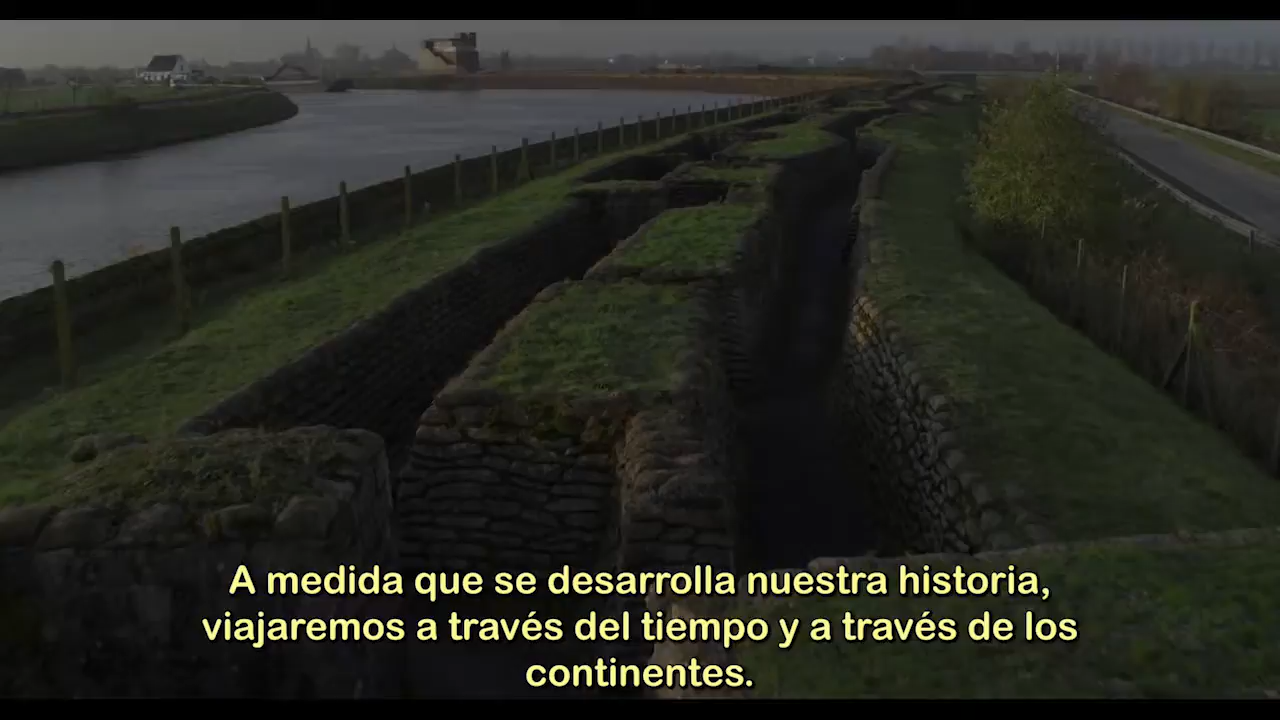 A medida que se desarrolla nuestra historia,
viajaremos a través del tiempo y a través de los
continentes.